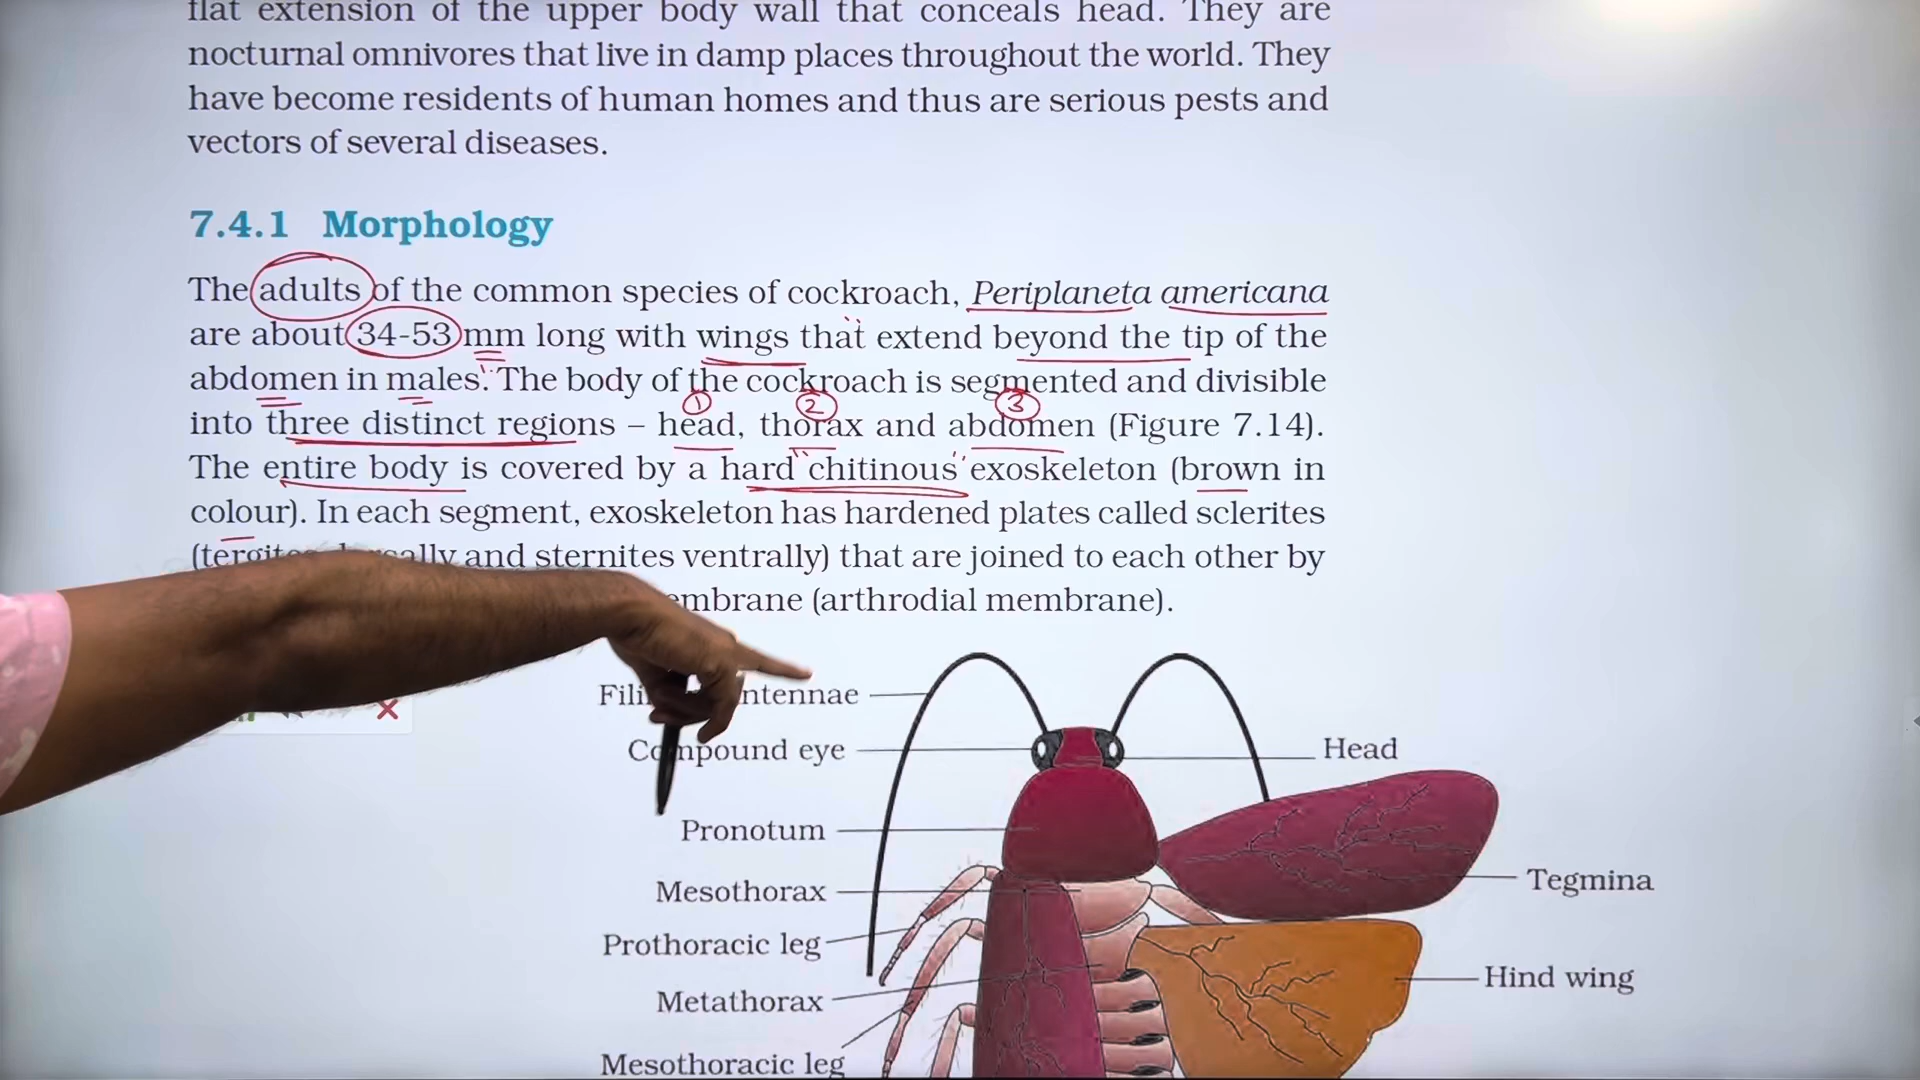 flat extension of the upper body wall that conceals head. They are
nocturnal omnivores that live in damp places throughout the world. They
have become residents of human homes and thus are serious pests and
vectors of several diseases.
7.4.1 Morphology
The adults of the common species of cockroach, Periplaneta americana
are about 34-53 mm long with wings that extend beyond the tip of the
abdomen in males. The body of the cockroach is segmented and divisible
1 2 3
into three distinct regions – head, thorax and abdomen (Figure 7.14).
The entire body is covered by a hard chitinous exoskeleton (brown in
colour). In each segment, exoskeleton has hardened plates called sclerites
and sternites ventrally) that are joined to each other by
(arthrodial membrane).
Compound eye
Head
Pronotum
Tegmina
Mesothorax
Prothoracic leg
Hind wing
Metathorax
Mesothoracic leg